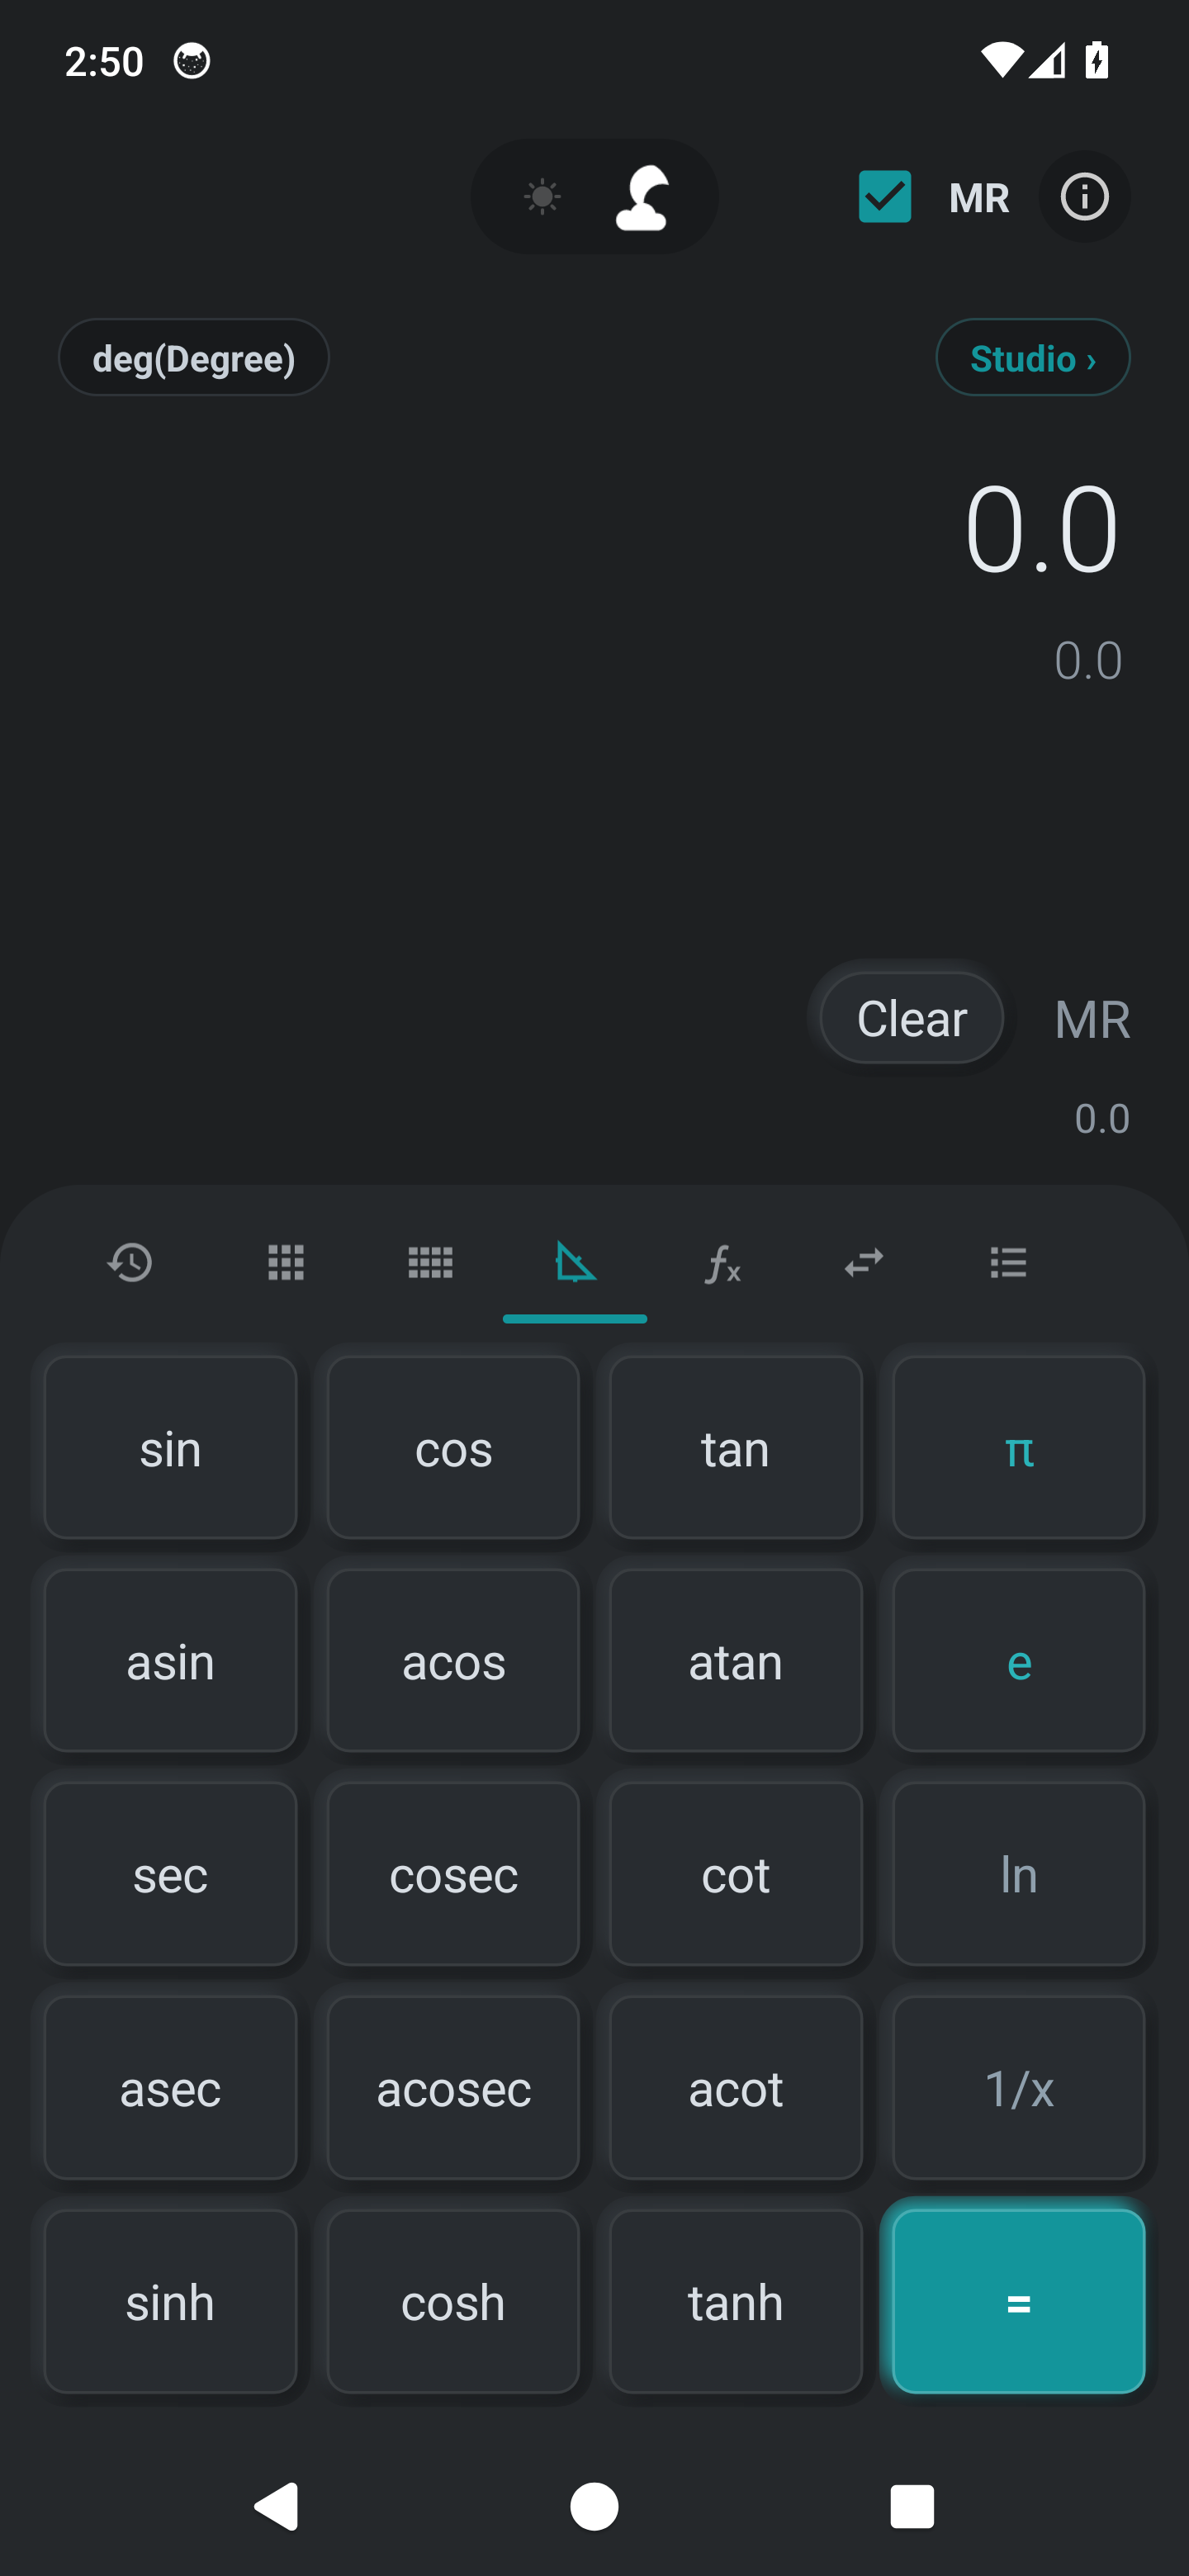 2:50
MR
deg(Degree)
Studio ›
0.0
0.0
Clear MR
0.0
fx
sin cos tan π
asin acos atan e
sec cosec cot ln
asec acosec acot 1/x
sinh cosh tanh =